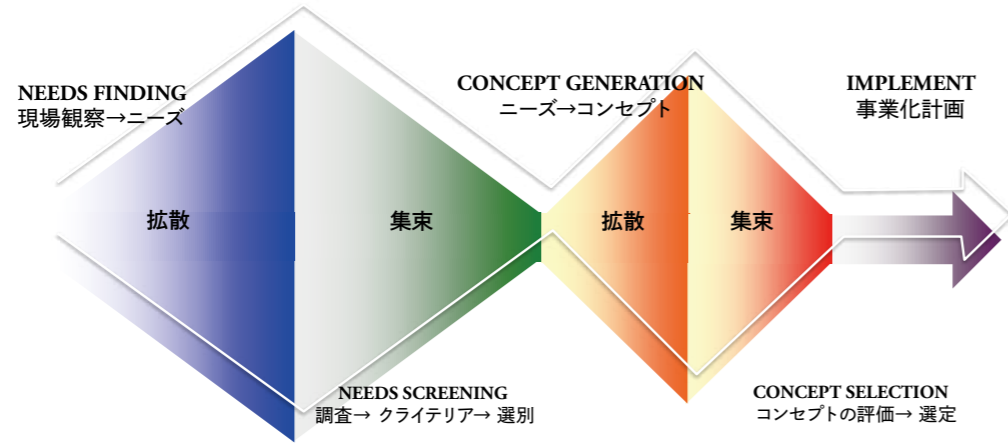 NEEDS FINDING
現場観察→ニーズ
CONCEPT GENERATION
ニーズ→コンセプト
IMPLEMENT
事業化計画
拡散
集束
拡散
集束
NEEDS SCREENING
調査→ クライテリア→ 選別
CONCEPT SELECTION
コンセプトの評価→ 選定